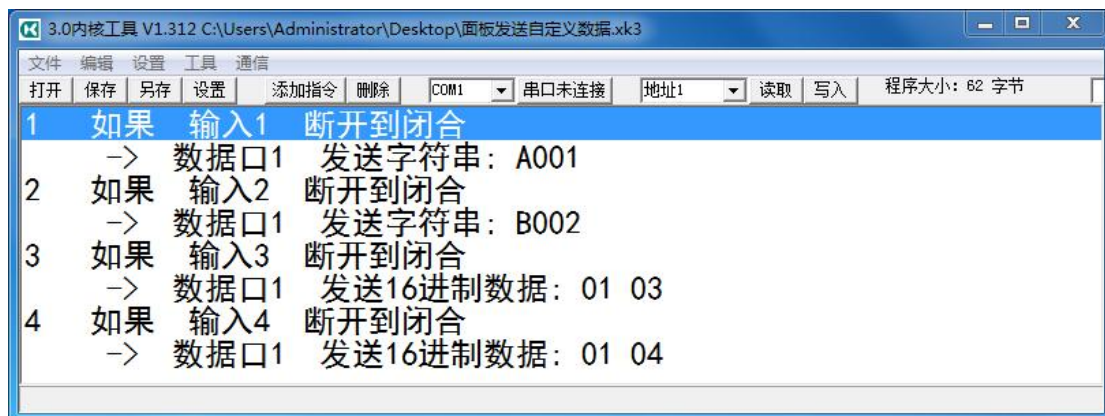 3.0内核工具 V1.312 C:\Users\Administrator\Desktop\面板发送自定义数据.xk3
文件 编辑 设置 工具 通信
打开 保存 另存 设置 添加指令 删除 COM1 串口未连接 地址1 读取 写入 程序大小: 62 字节
1 如果 输入1 断开到闭合
-> 数据口1 发送字符串: A001
2 如果 输入2 断开到闭合
-> 数据口1 发送字符串: B002
3 如果 输入3 断开到闭合
-> 数据口1 发送16进制数据: 01 03
4 如果 输入4 断开到闭合
-> 数据口1 发送16进制数据: 01 04